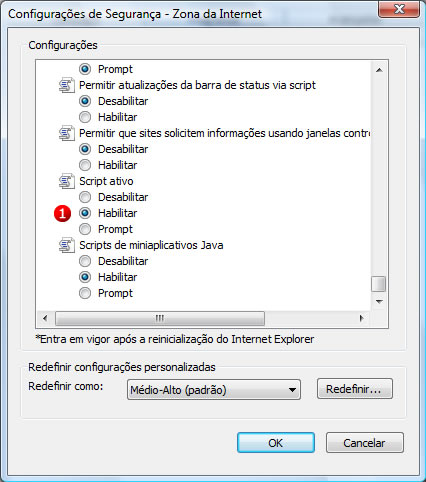 Configurações de Segurança - Zona da Internet
Configurações
Prompt
Permitir atualizações da barra de status via script
Desabilitar
Habilitar
Permitir que sites solicitem informações usando janelas contro
Desabilitar
Habilitar
Script ativo
Desabilitar
1 Habilitar
Prompt
Scripts de miniaplicativos Java
Desabilitar
Habilitar
Prompt
*Entra em vigor após a reinicialização do Internet Explorer
Redefinir configurações personalizadas
Redefinir como: Médio-Alto (padrão) Redefinir...
OK Cancelar